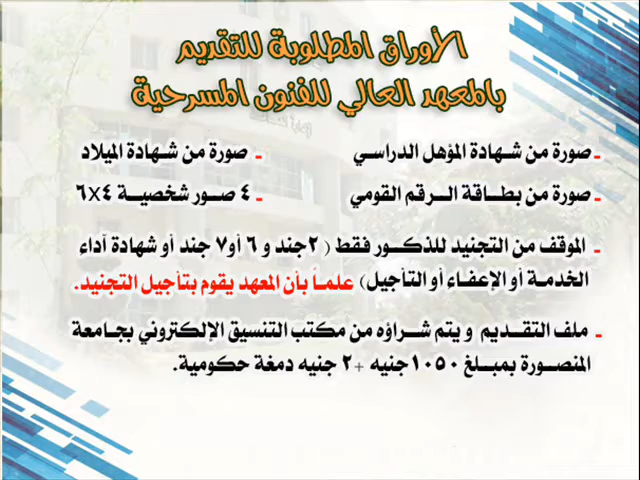 الأوراق المطلوبة للتقديم
بالمعهد العالي للفنون المسرحية
- صورة من شهادة المؤهل الدراسي - صورة من شهادة الميلاد
- صورة من بطاقة الرقم القومي - ٤ صور شخصية ٤×٦
- الموقف من التجنيد للذكور فقط (٢جند و ٦ أو٧ جند أو شهادة آداء
الخدمة أو الإعفاء أو التأجيل) علماً بأن المعهد يقوم بتأجيل التجنيد.
- ملف التقديم و يتم شراؤه من مكتب التنسيق الإلكتروني بجامعة
المنصورة بمبلغ ١٠٥٠جنيه +٢ جنيه دمغة حكومية.